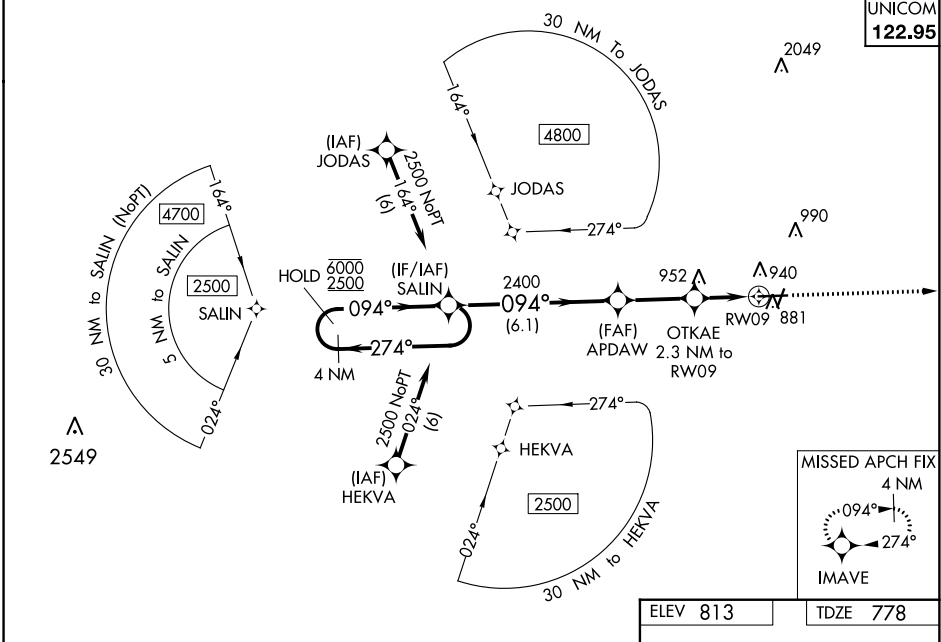 UNICOM
122.95
30 NM To JODAS
2049
164°
4800
(IAF)
JODAS
2500 NoPT
164°
(6)
JODAS
274°
990
30 NM to SALIN (NoPT)
4700
164°
5 NM to SALIN
2500
SALIN
024°
HOLD
6000
2500
(IF/IAF)
SALIN
094°
2400
094°
(6.1)
952
940
274°
4 NM
(FAF)
APDAW
OTKAE
2.3 NM to
RW09
RW09
881
2500 NoPT
024°
(6)
(IAF)
HEKVA
274°
HEKVA
2500
024°
30 NM to HEKVA
2549
MISSED APCH FIX
4 NM
094°
274°
IMAVE
ELEV 813
TDZE 778